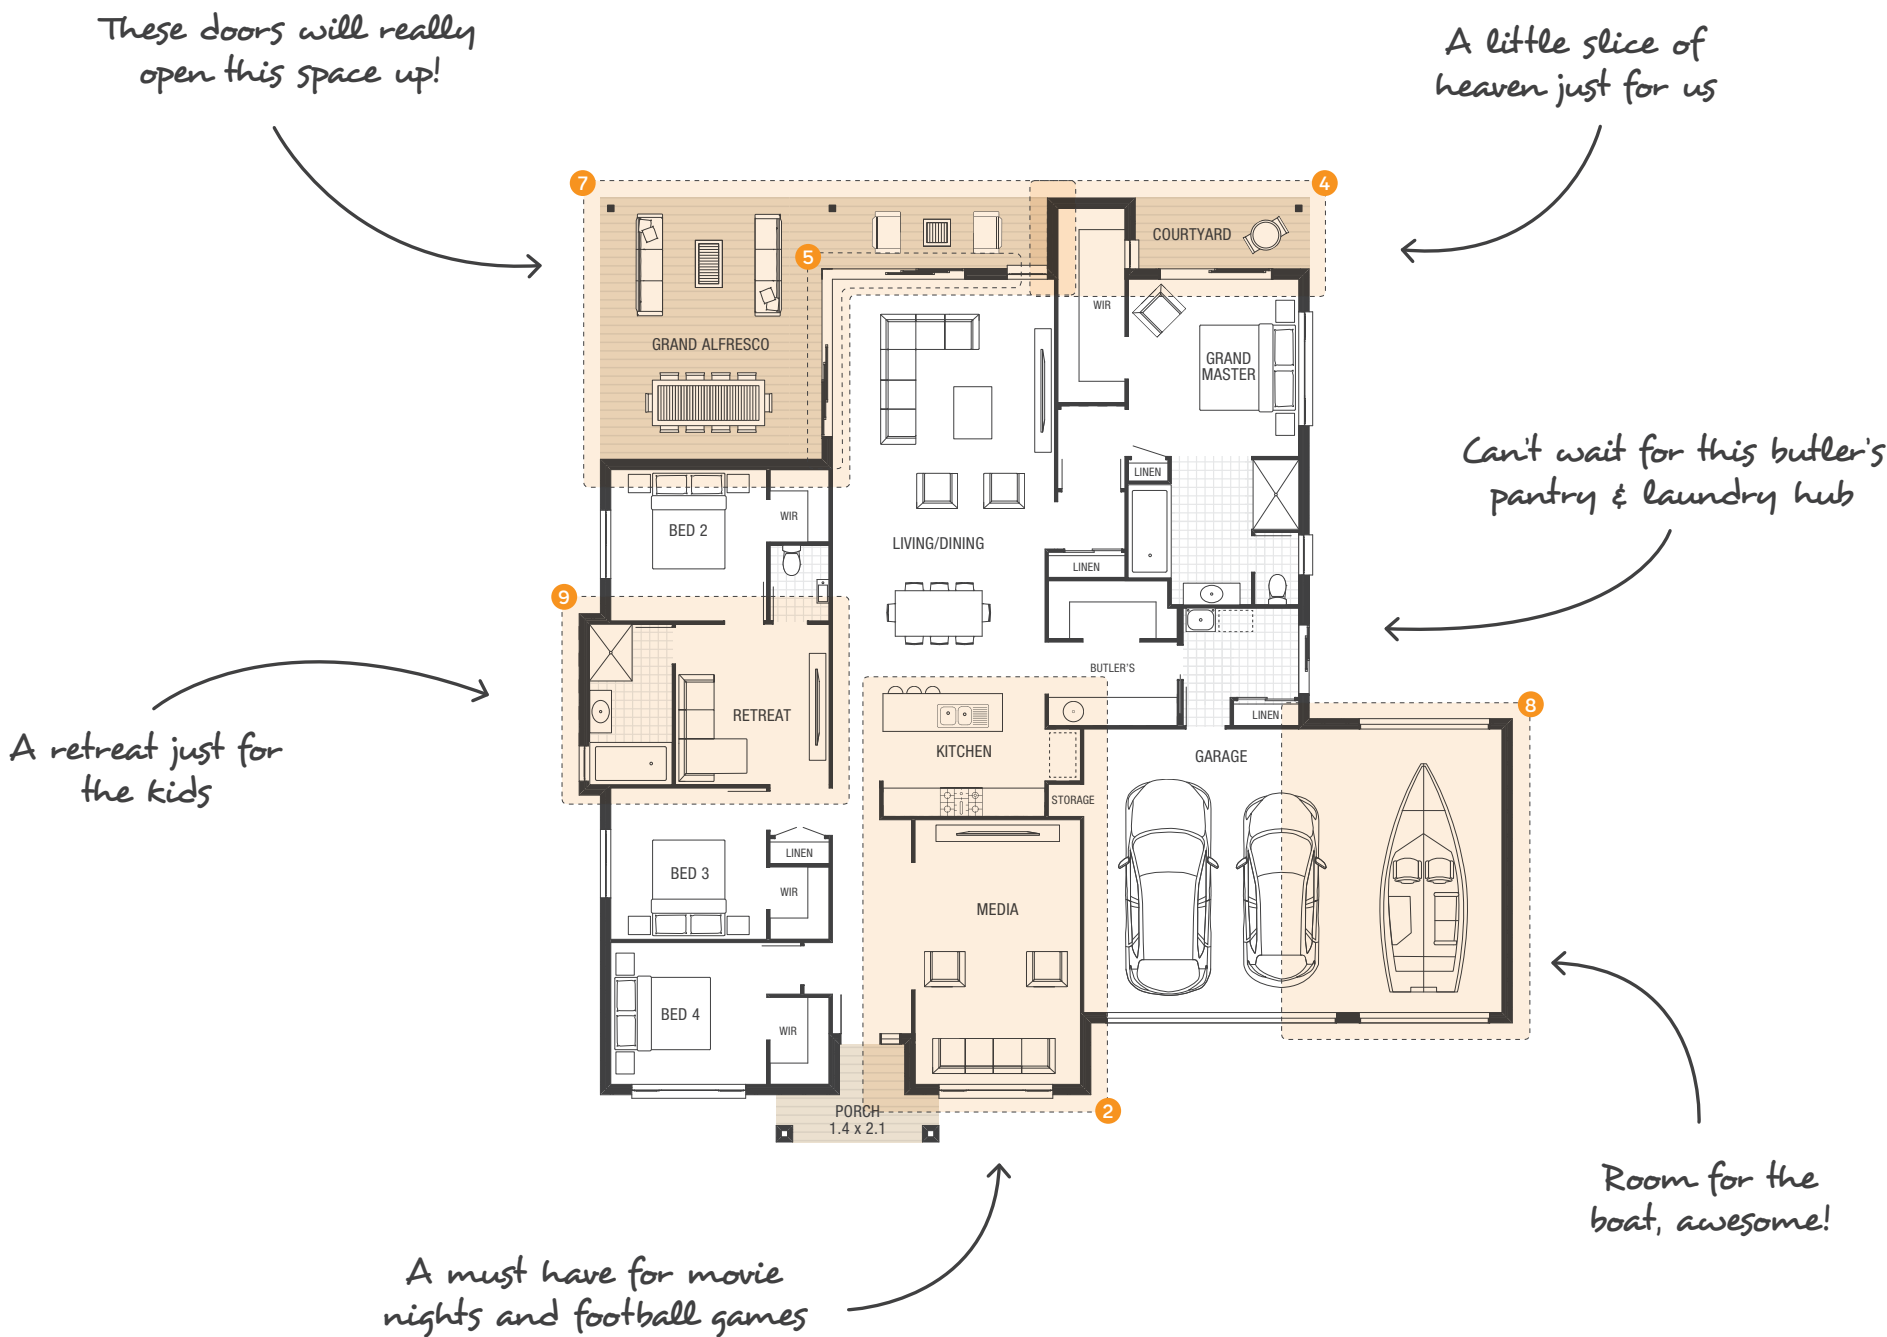 These doors will really
open this space up!
A little slice of
heaven just for us
7
4
5
COURTYARD
WIR
GRAND ALFRESCO
GRAND
MASTER
Can't wait for this butler's
pantry & laundry hub
LINEN
WIR
BED 2
LIVING/DINING
LINEN
9
BUTLER'S
A retreat just for
the kids
RETREAT
LINEN
8
KITCHEN
GARAGE
STORAGE
LINEN
BED 3
WIR
MEDIA
BED 4
WIR
PORCH
1.4 x 2.1
2
Room for the
boat, awesome!
A must have for movie
nights and football games